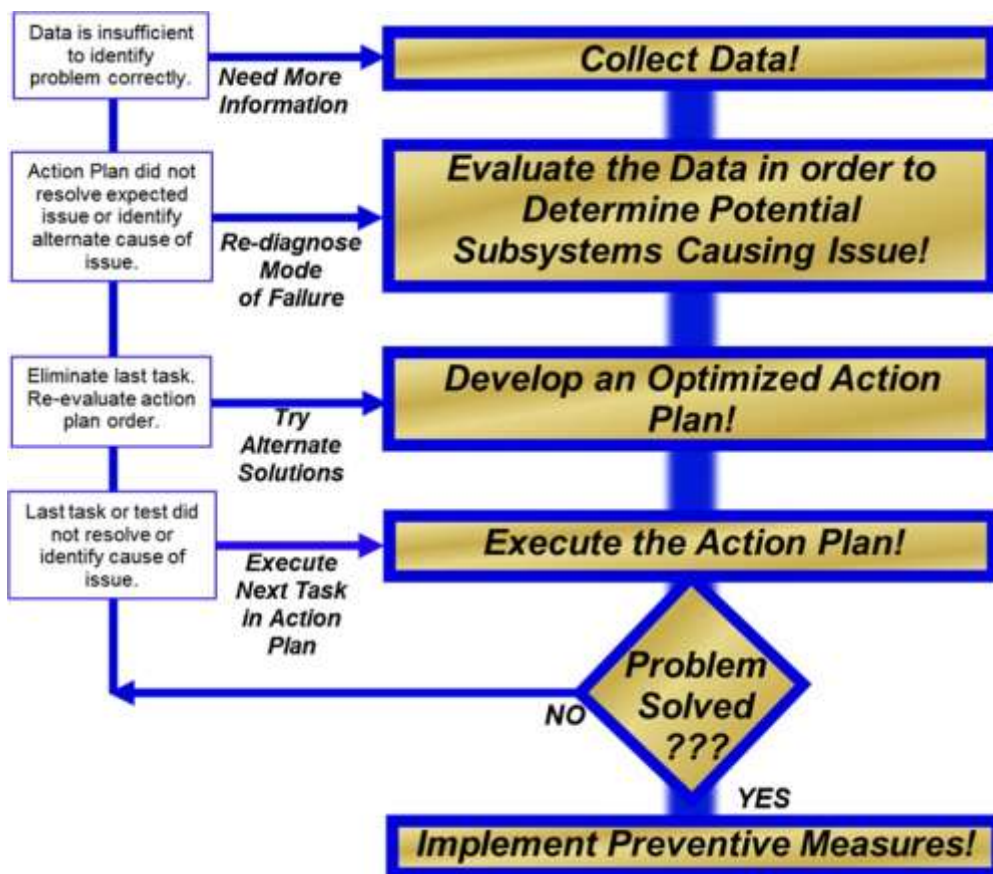 Data is insufficient
to identify
problem correctly.
Need More
Information
Collect Data!
Action Plan did not
resolve expected
issue or identify
alternate cause of
issue.
Re-diagnose
Mode
of Failure
Evaluate the Data in order to
Determine Potential
Subsystems Causing Issue!
Eliminate last task.
Re-evaluate action
plan order.
Try
Alternate
Solutions
Develop an Optimized Action
Plan!
Last task or test did
not resolve or
identify cause of
issue.
Execute
Next Task
in Action
Plan
Execute the Action Plan!
Problem
Solved
???
NO
YES
Implement Preventive Measures!